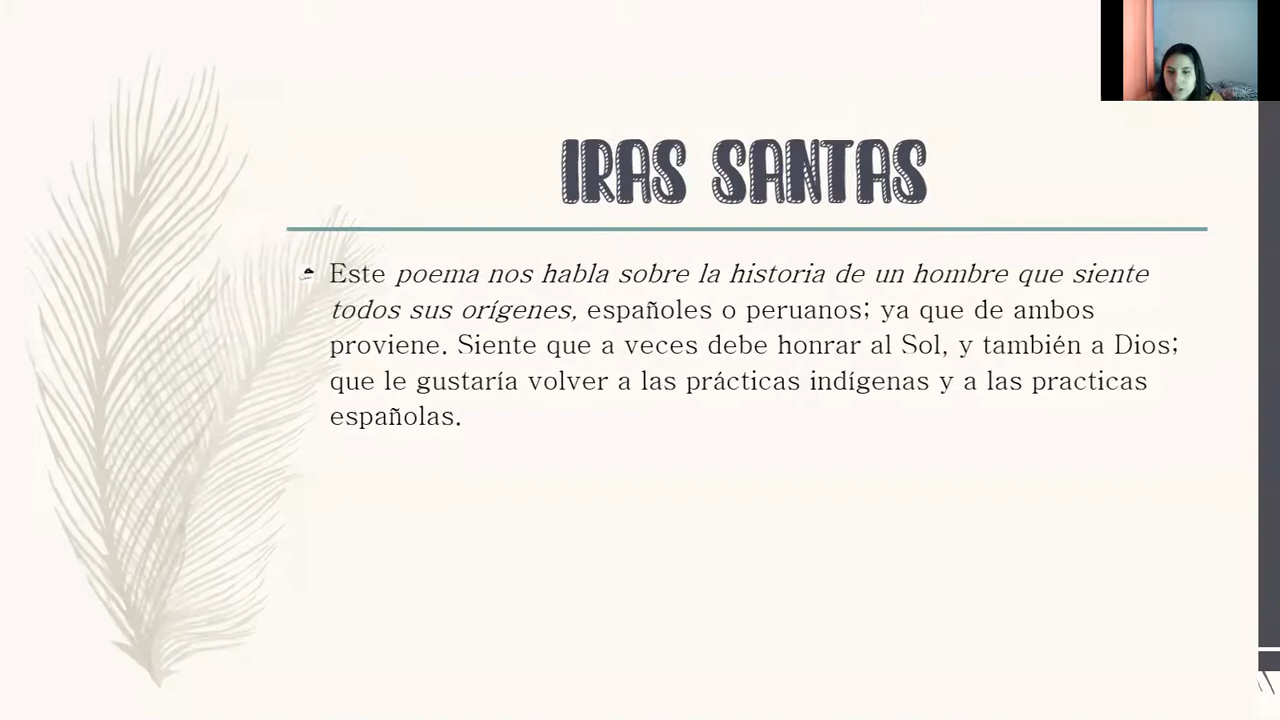 IRAS SANTAS
Este poema nos habla sobre la historia de un hombre que siente
todos sus orígenes, españoles o peruanos; ya que de ambos
proviene. Siente que a veces debe honrar al Sol, y también a Dios;
que le gustaría volver a las prácticas indígenas y a las practicas
españolas.